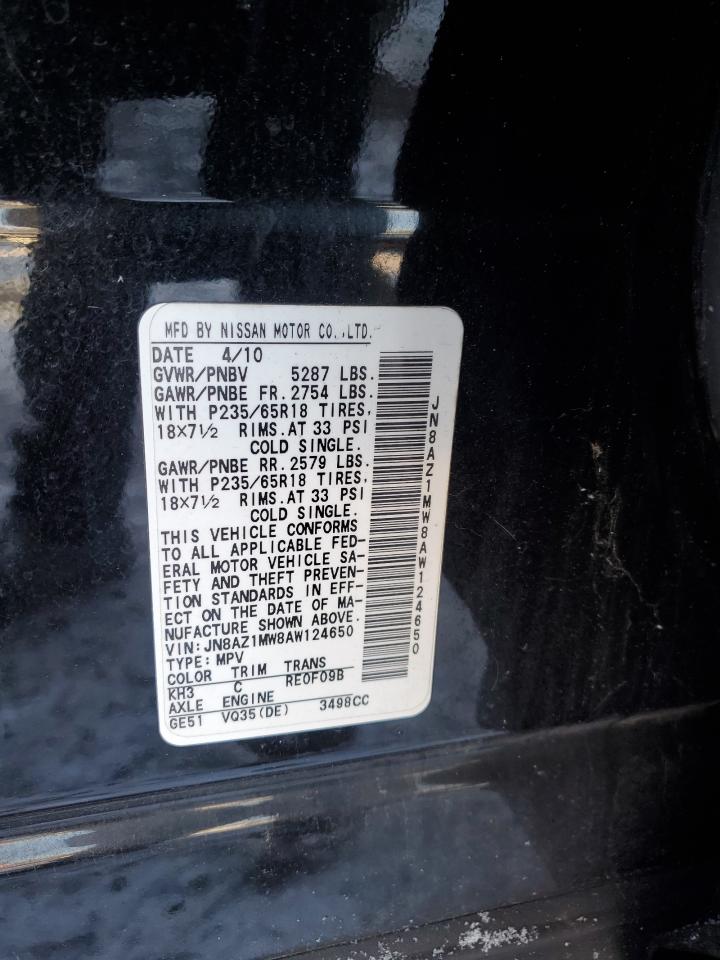 MFD BY NISSAN MOTOR CO.,LTD.
DATE 4/10
GVWR/PNBV 5287 LBS.
GAWR/PNBE FR.2754 LBS.
WITH P235/65R18 TIRES,
18X7½ RIMS.AT 33 PSI
COLD SINGLE.
GAWR/PNBE RR.2579 LBS.
WITH P235/65R18 TIRES,
18X7½ RIMS.AT 33 PSI
COLD SINGLE.
THIS VEHICLE CONFORMS
TO ALL APPLICABLE FED-
ERAL MOTOR VEHICLE SA-
FETY AND THEFT PREVEN-
TION STANDARDS IN EFF-
ECT ON THE DATE OF MA-
NUFACTURE SHOWN ABOVE.
VIN:JN8AZ1MW8AW124650
TYPE:MPV
COLOR TRIM TRANS
KH3 C RE0F09B
AXLE ENGINE
GE51 VQ35(DE) 3498CC
JN8AZ1MW8AW124650